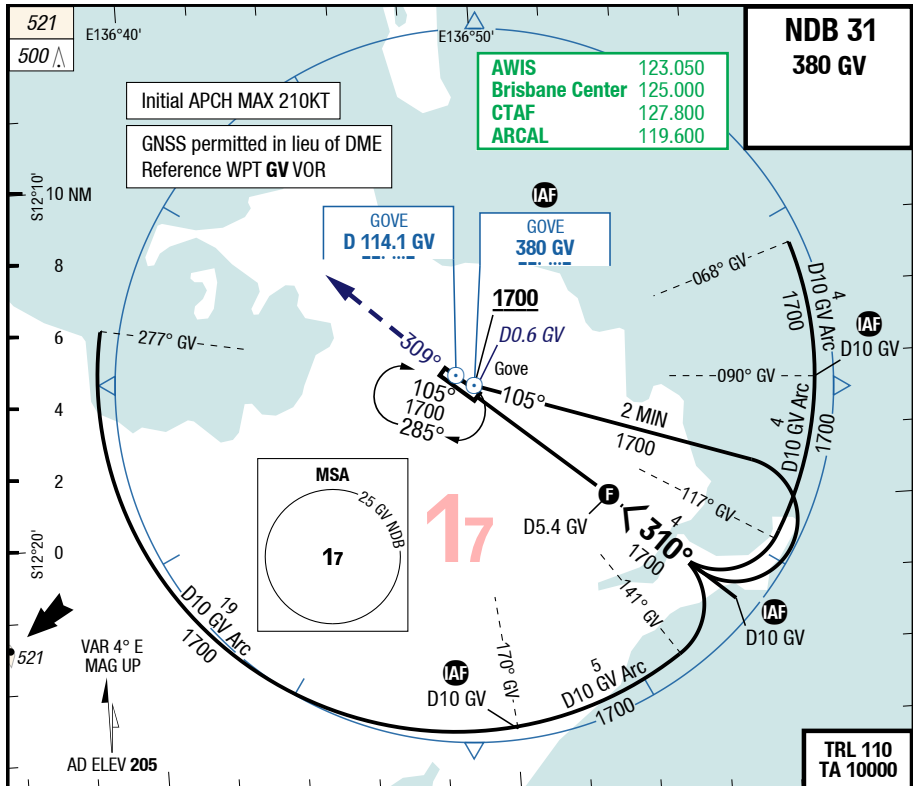 521
500
E136°40'
E136°50'
NDB 31
380 GV
AWIS 123.050
Brisbane Center 125.000
CTAF 127.800
ARCAL 119.600
Initial APCH MAX 210KT
GNSS permitted in lieu of DME
Reference WPT GV VOR
S12°10'
10 NM
8
6
4
2
0
S12°20'
IAF
GOVE
D 114.1 GV
GOVE
380 GV
1700
D0.6 GV
Gove
309°
277° GV
068° GV
4
D10 GV Arc
1700
IAF
D10 GV
090° GV
4
D10 GV Arc
1700
105°
1700
285°
105°
2 MIN
1700
117° GV
F
D5.4 GV
4
310°
1700
141° GV
IAF
D10 GV
MSA
25 GV NDB
17
17
19
D10 GV Arc
1700
170° GV
IAF
D10 GV
5
D10 GV Arc
1700
521
VAR 4° E
MAG UP
AD ELEV 205
TRL 110
TA 10000